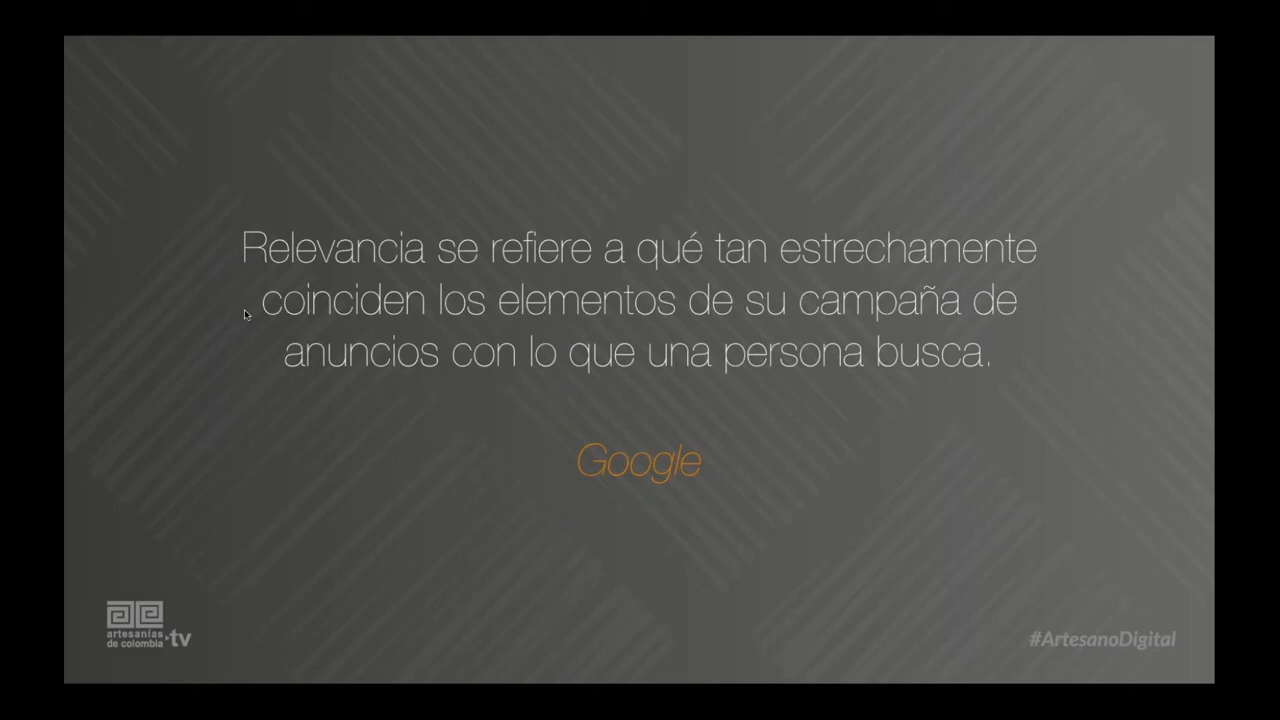 Relevancia se refiere a qué tan estrechamente
coinciden los elementos de su campaña de
anuncios con lo que una persona busca.
Google
artesanías
de colombia
tv
#ArtesanoDigital